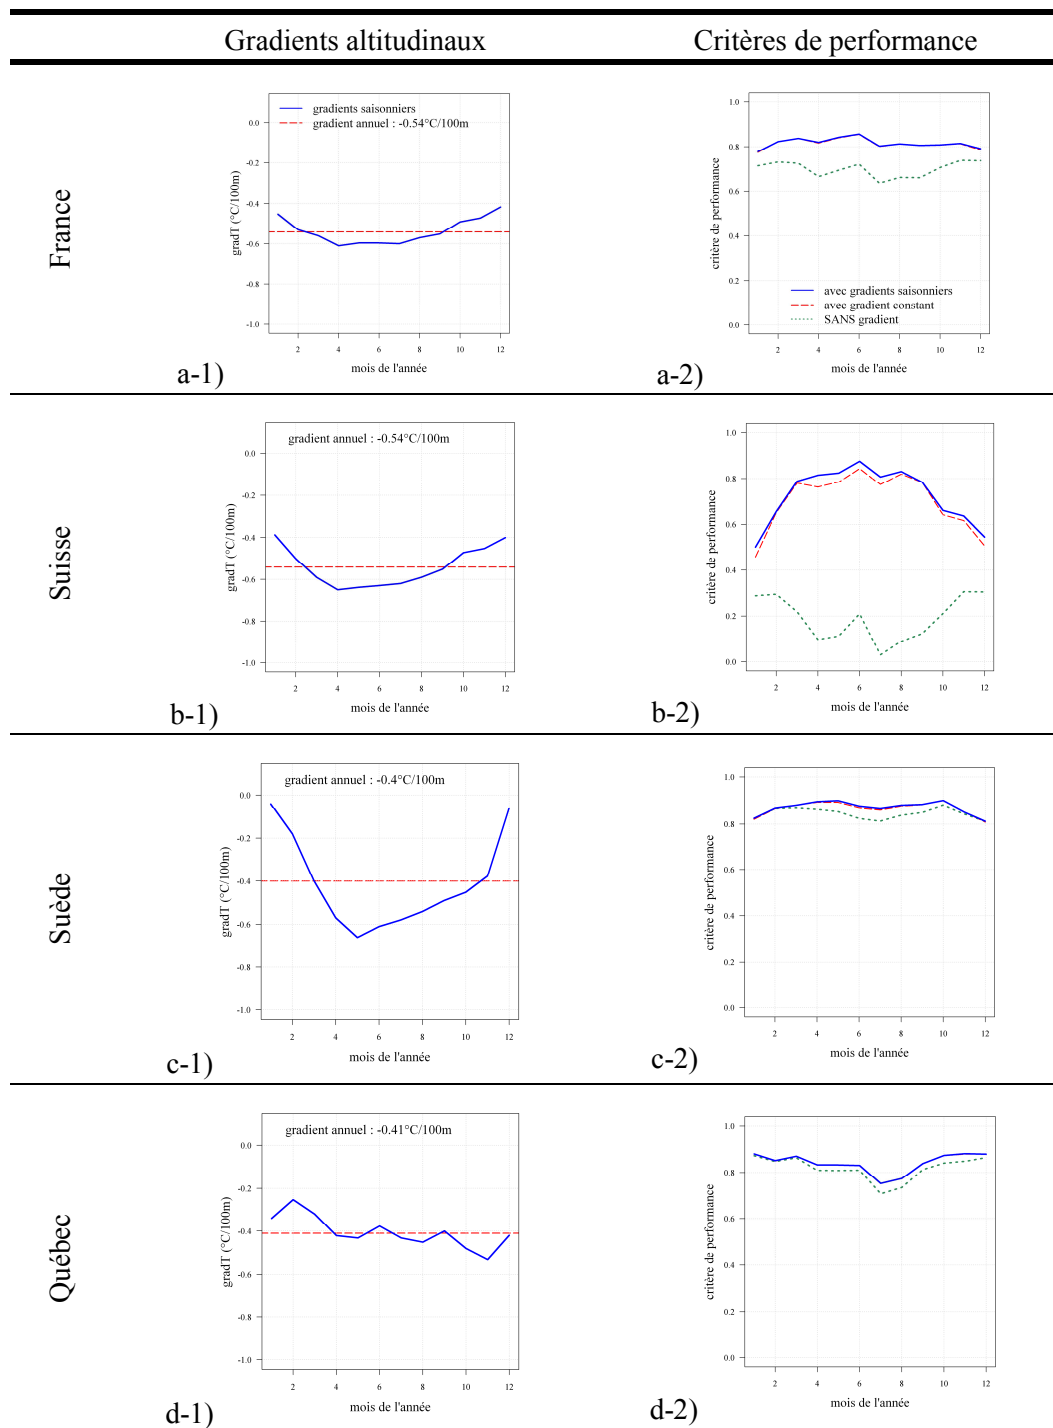 Gradients altitudinaux Critères de performance
France
gradients saisonniers
gradient annuel : -0.54°C/100m
0.0
-0.2
-0.4
-0.6
-0.8
-1.0
gradT (°C/100m)
2 4 6 8 10 12
mois de l'année
a-1)
1.0
0.8
0.6
0.4
0.2
0.0
critère de performance
avec gradients saisonniers
avec gradient constant
SANS gradient
2 4 6 8 10 12
mois de l'année
a-2)
Suisse
gradient annuel : -0.54°C/100m
0.0
-0.2
-0.4
-0.6
-0.8
-1.0
gradT (°C/100m)
2 4 6 8 10 12
mois de l'année
b-1)
1.0
0.8
0.6
0.4
0.2
0.0
critère de performance
2 4 6 8 10 12
mois de l'année
b-2)
Suède
gradient annuel : -0.4°C/100m
0.0
-0.2
-0.4
-0.6
-0.8
-1.0
gradT (°C/100m)
2 4 6 8 10 12
mois de l'année
c-1)
1.0
0.8
0.6
0.4
0.2
0.0
critère de performance
2 4 6 8 10 12
mois de l'année
c-2)
Québec
gradient annuel : -0.41°C/100m
0.0
-0.2
-0.4
-0.6
-0.8
-1.0
gradT (°C/100m)
2 4 6 8 10 12
mois de l'année
d-1)
1.0
0.8
0.6
0.4
0.2
0.0
critère de performance
2 4 6 8 10 12
mois de l'année
d-2)